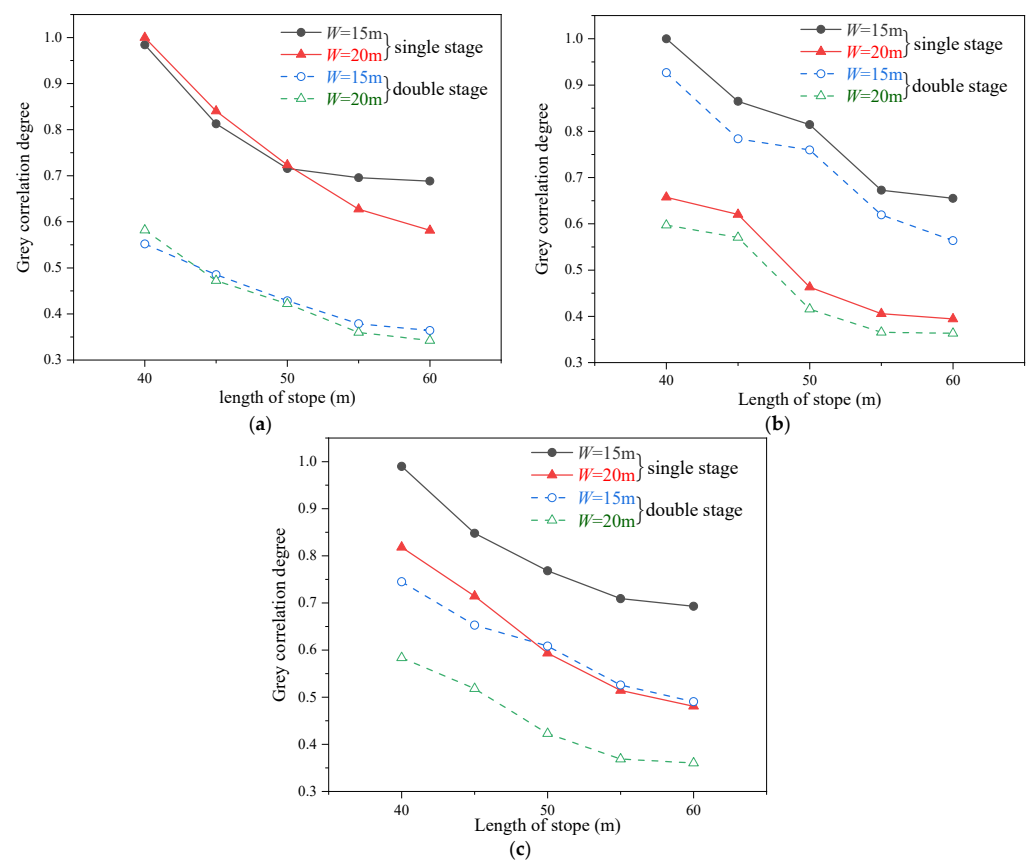 W=15m
W=20m
single stage
W=15m
W=20m
double stage
Grey correlation degree
1.0
0.9
0.8
0.7
0.6
0.5
0.4
0.3
40
50
60
length of stope (m)
(a)
W=15m
W=20m
single stage
W=15m
W=20m
double stage
Grey correlation degree
1.0
0.9
0.8
0.7
0.6
0.5
0.4
0.3
40
50
60
Length of stope (m)
(b)
W=15m
W=20m
single stage
W=15m
W=20m
double stage
Grey correlation degree
1.0
0.9
0.8
0.7
0.6
0.5
0.4
0.3
40
50
60
Length of stope (m)
(c)